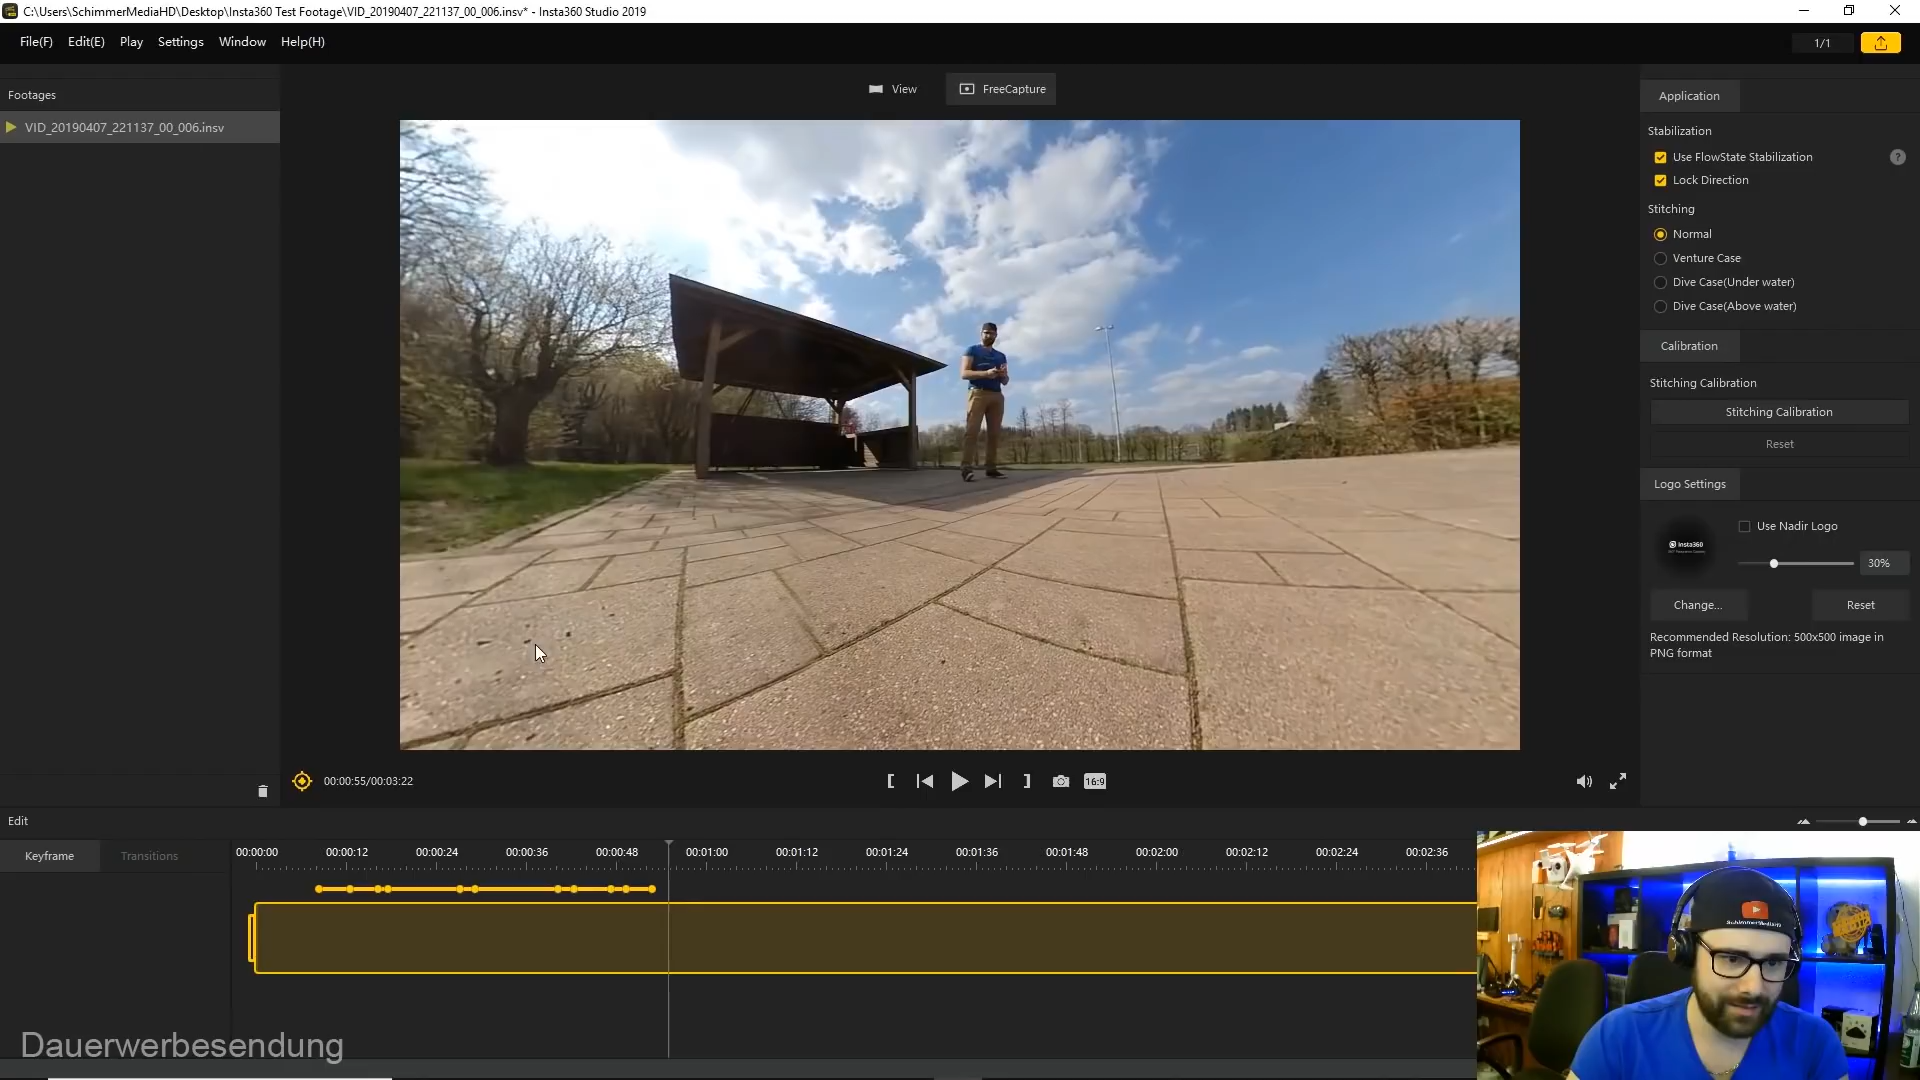 C:\Users\SchimmerMediaHD\Desktop\Insta360 Test Footage\VID_20190407_221137_00_006.insv* - Insta360 Studio 2019
File(F) Edit(E) Play Settings Window Help(H)
1/1
Footages
VID_20190407_221137_00_006.insv
View FreeCapture
Application
Stabilization
Use FlowState Stabilization ?
Lock Direction
Stitching
Normal
Venture Case
Dive Case(Under water)
Dive Case(Above water)
Calibration
Stitching Calibration
Stitching Calibration
Reset
Logo Settings
Use Nadir Logo
Insta360
30%
Change... Reset
Recommended Resolution: 500x500 image in
PNG format
00:00:55/00:03:22
16:9
Edit
Keyframe Transitions
00:00:00 00:00:12 00:00:24 00:00:36 00:00:48 00:01:00 00:01:12 00:01:24 00:01:36 00:01:48 00:02:00 00:02:12 00:02:24 00:02:36
SchimmerMediaHD
Dauerwerbesendung